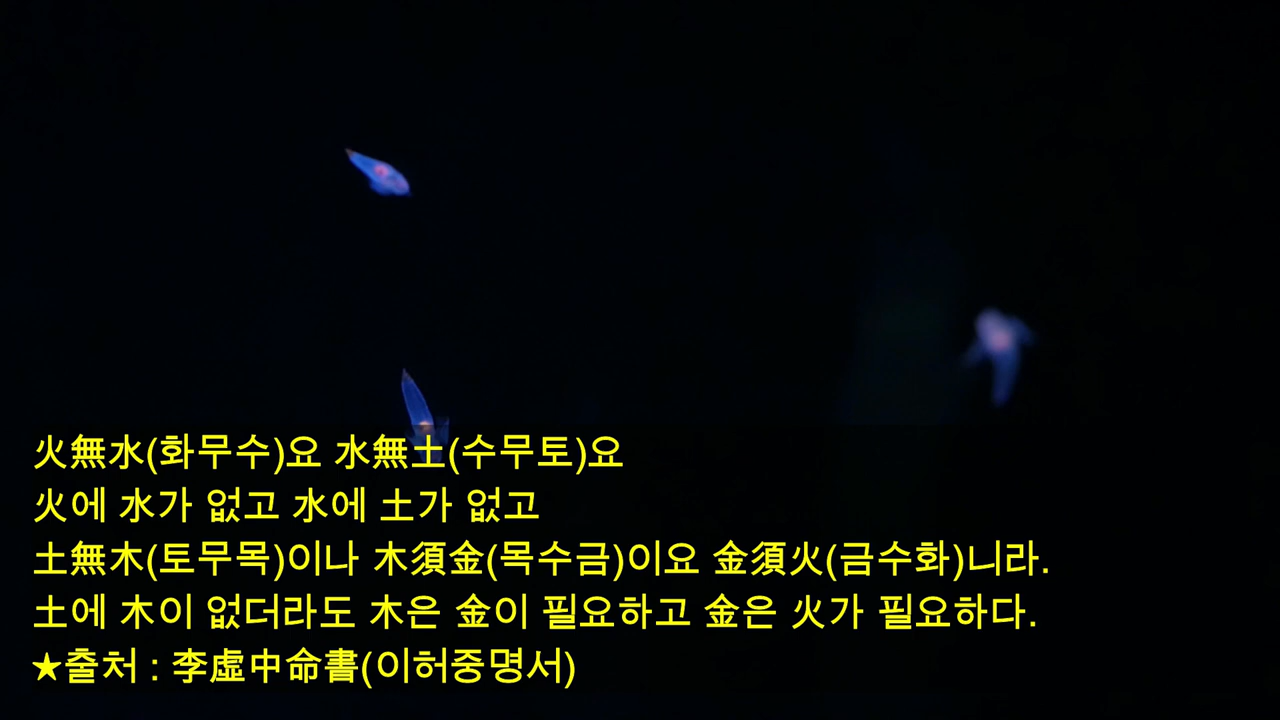 火無水(화무수)요 水無土(수무토)요
火에 水가 없고 水에 土가 없고
土無木(토무목)이나 木須金(목수금)이요 金須火(금수화)니라.
土에 木이 없더라도 木은 金이 필요하고 金은 火가 필요하다.
★출처 : 李虛中命書(이허중명서)